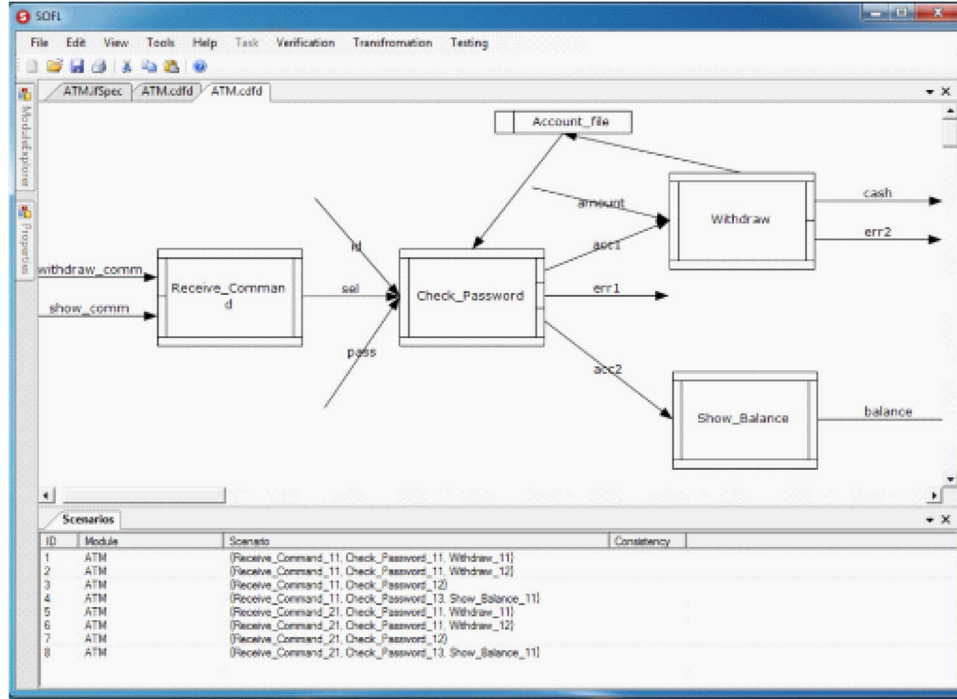 SOFL
File Edit View Tools Help Task Verification Transfromation Testing
ModuleExplorer
Properties
ATM.ifSpec ATM.cdfd ATM.cdfd
Account_file
amount
Withdraw
cash
err2
id
acc1
withdraw_comm
show_comm
Receive_Comman
d
sel
Check_Password
err1
pass
acc2
Show_Balance
balance
Scenarios
ID Module Scenario Consistency
1 ATM {Receive_Command_11, Check_Password_11, Withdraw_11}
2 ATM {Receive_Command_11, Check_Password_11, Withdraw_12}
3 ATM {Receive_Command_11, Check_Password_12}
4 ATM {Receive_Command_11, Check_Password_13, Show_Balance_11}
5 ATM {Receive_Command_21, Check_Password_11, Withdraw_11}
6 ATM {Receive_Command_21, Check_Password_11, Withdraw_12}
7 ATM {Receive_Command_21, Check_Password_12}
8 ATM {Receive_Command_21, Check_Password_13, Show_Balance_11}